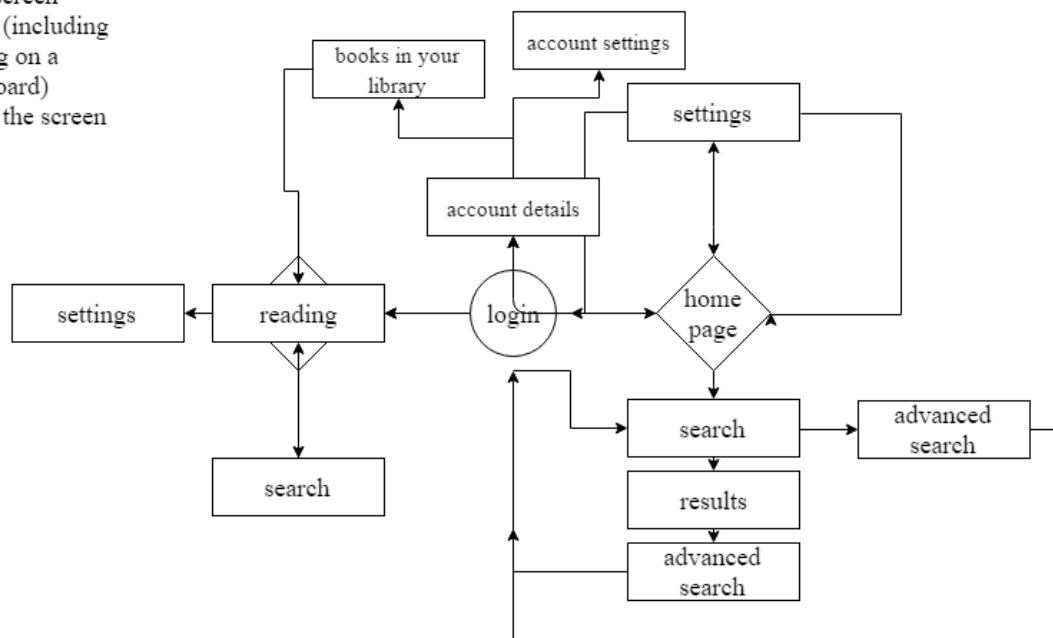 screen
(including
g on a
oard)
the screen
account settings
books in your
library
settings
account details
settings
reading
login
home
page
search
advanced
search
search
results
advanced
search